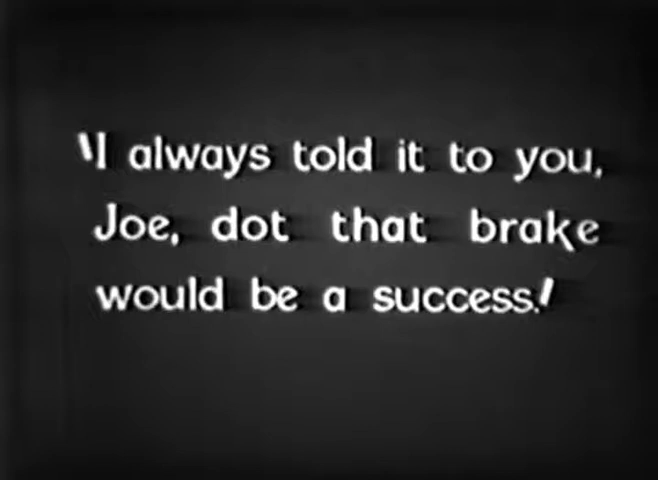 "I always told it to you,
Joe, dot that brake
would be a success."